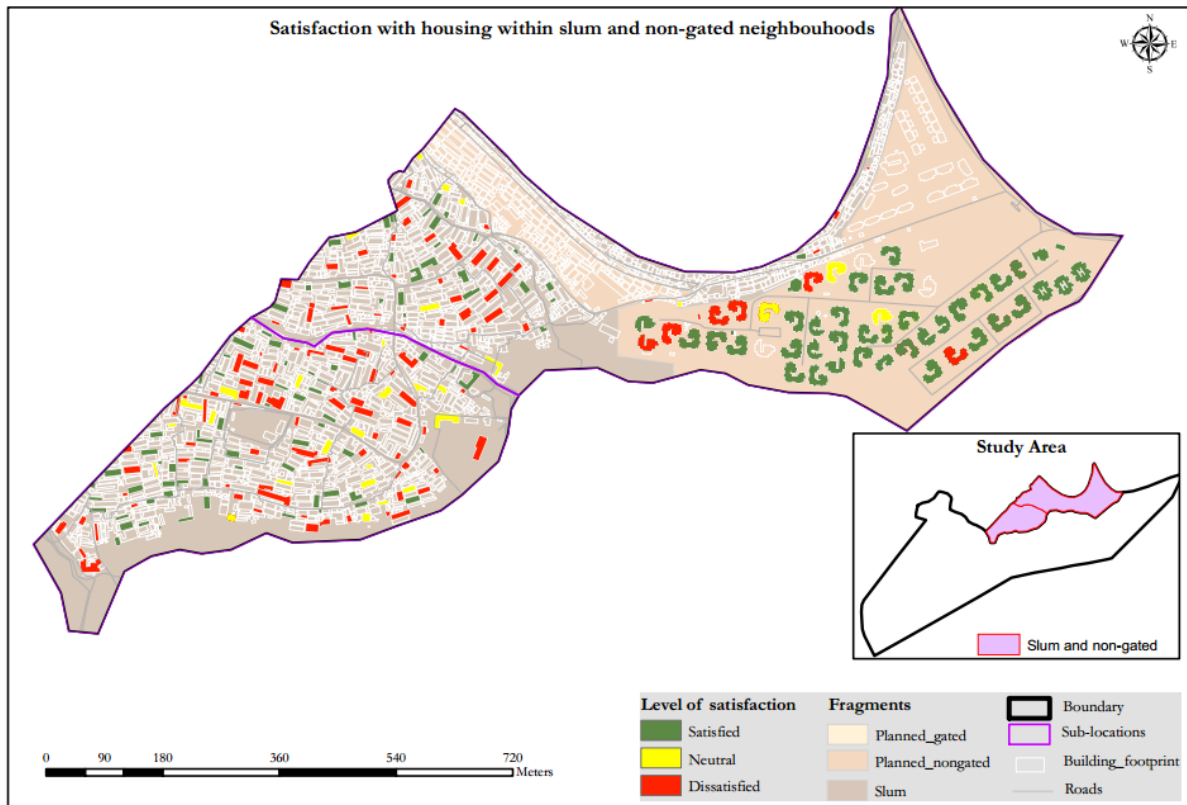 Satisfaction with housing within slum and non-gated neighbouhoods
N
W E
S
Study Area
Slum and non-gated
Level of satisfaction
Satisfied
Neutral
Dissatisfied
Fragments
Planned_gated
Planned_nongated
Slum
Boundary
Sub-locations
Building_footprint
Roads
0 90 180 360 540 720
Meters